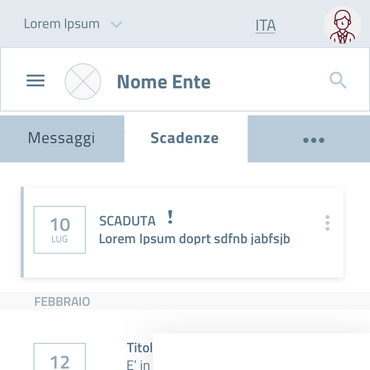 Lorem Ipsum
ITA
Nome Ente
Messaggi
Scadenze
10
LUG
SCADUTA !
Lorem Ipsum doprt sdfnb jabfsjb
FEBBRAIO
12
Titol
E' in